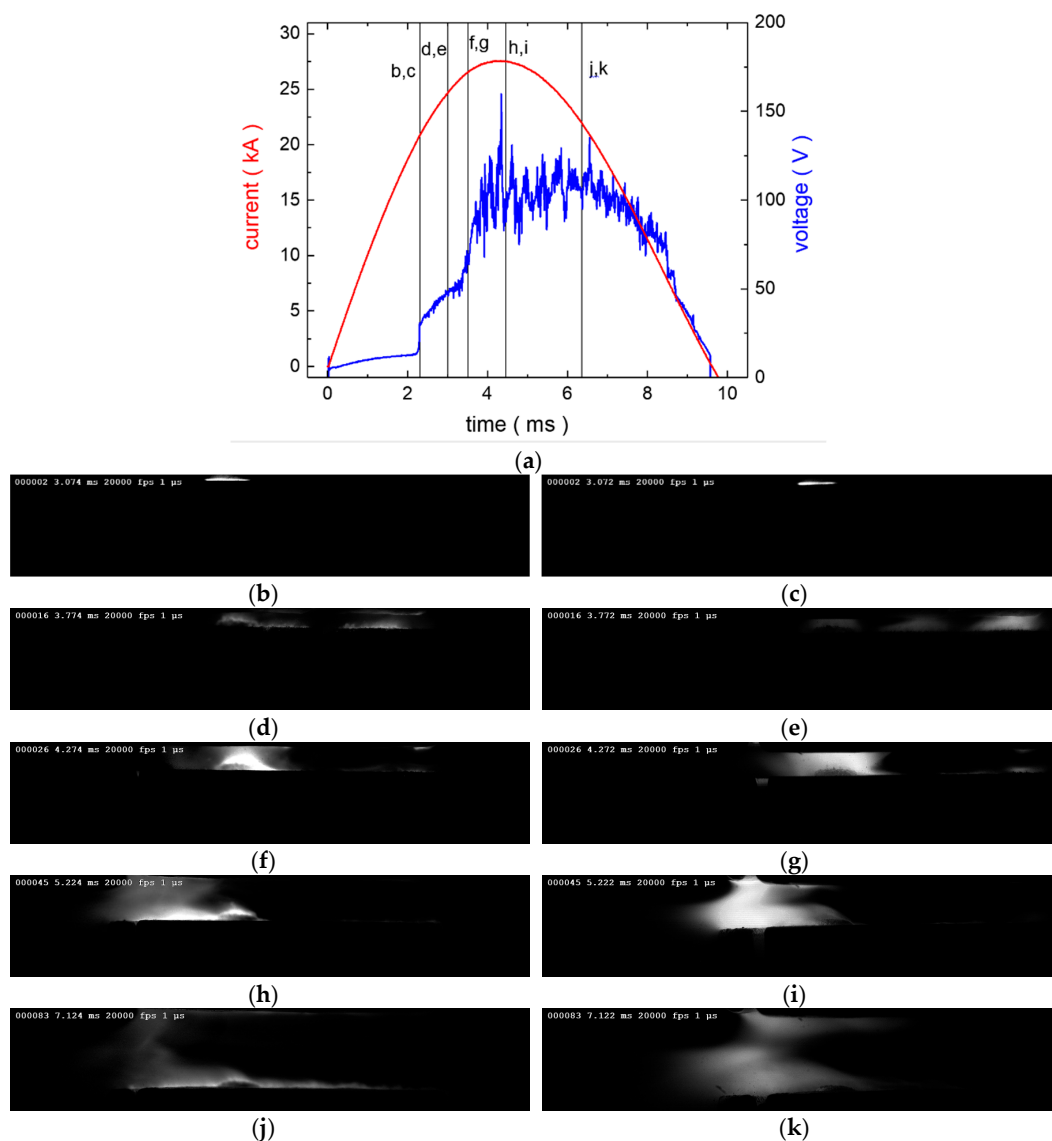 30
25
20
15
10
5
0
current ( kA )
200
150
100
50
0
voltage ( V )
b,c
d,e
f,g
h,i
j,k
0
2
4
6
8
10
time ( ms )
(a)
000002 3.074 ms 20000 fps 1 µs
000002 3.072 ms 20000 fps 1 µs
(b)
(c)
000016 3.774 ms 20000 fps 1 µs
000016 3.772 ms 20000 fps 1 µs
(d)
(e)
000026 4.274 ms 20000 fps 1 µs
000026 4.272 ms 20000 fps 1 µs
(f)
(g)
000045 5.224 ms 20000 fps 1 µs
000045 5.222 ms 20000 fps 1 µs
(h)
(i)
000083 7.124 ms 20000 fps 1 µs
000083 7.122 ms 20000 fps 1 µs
(j)
(k)